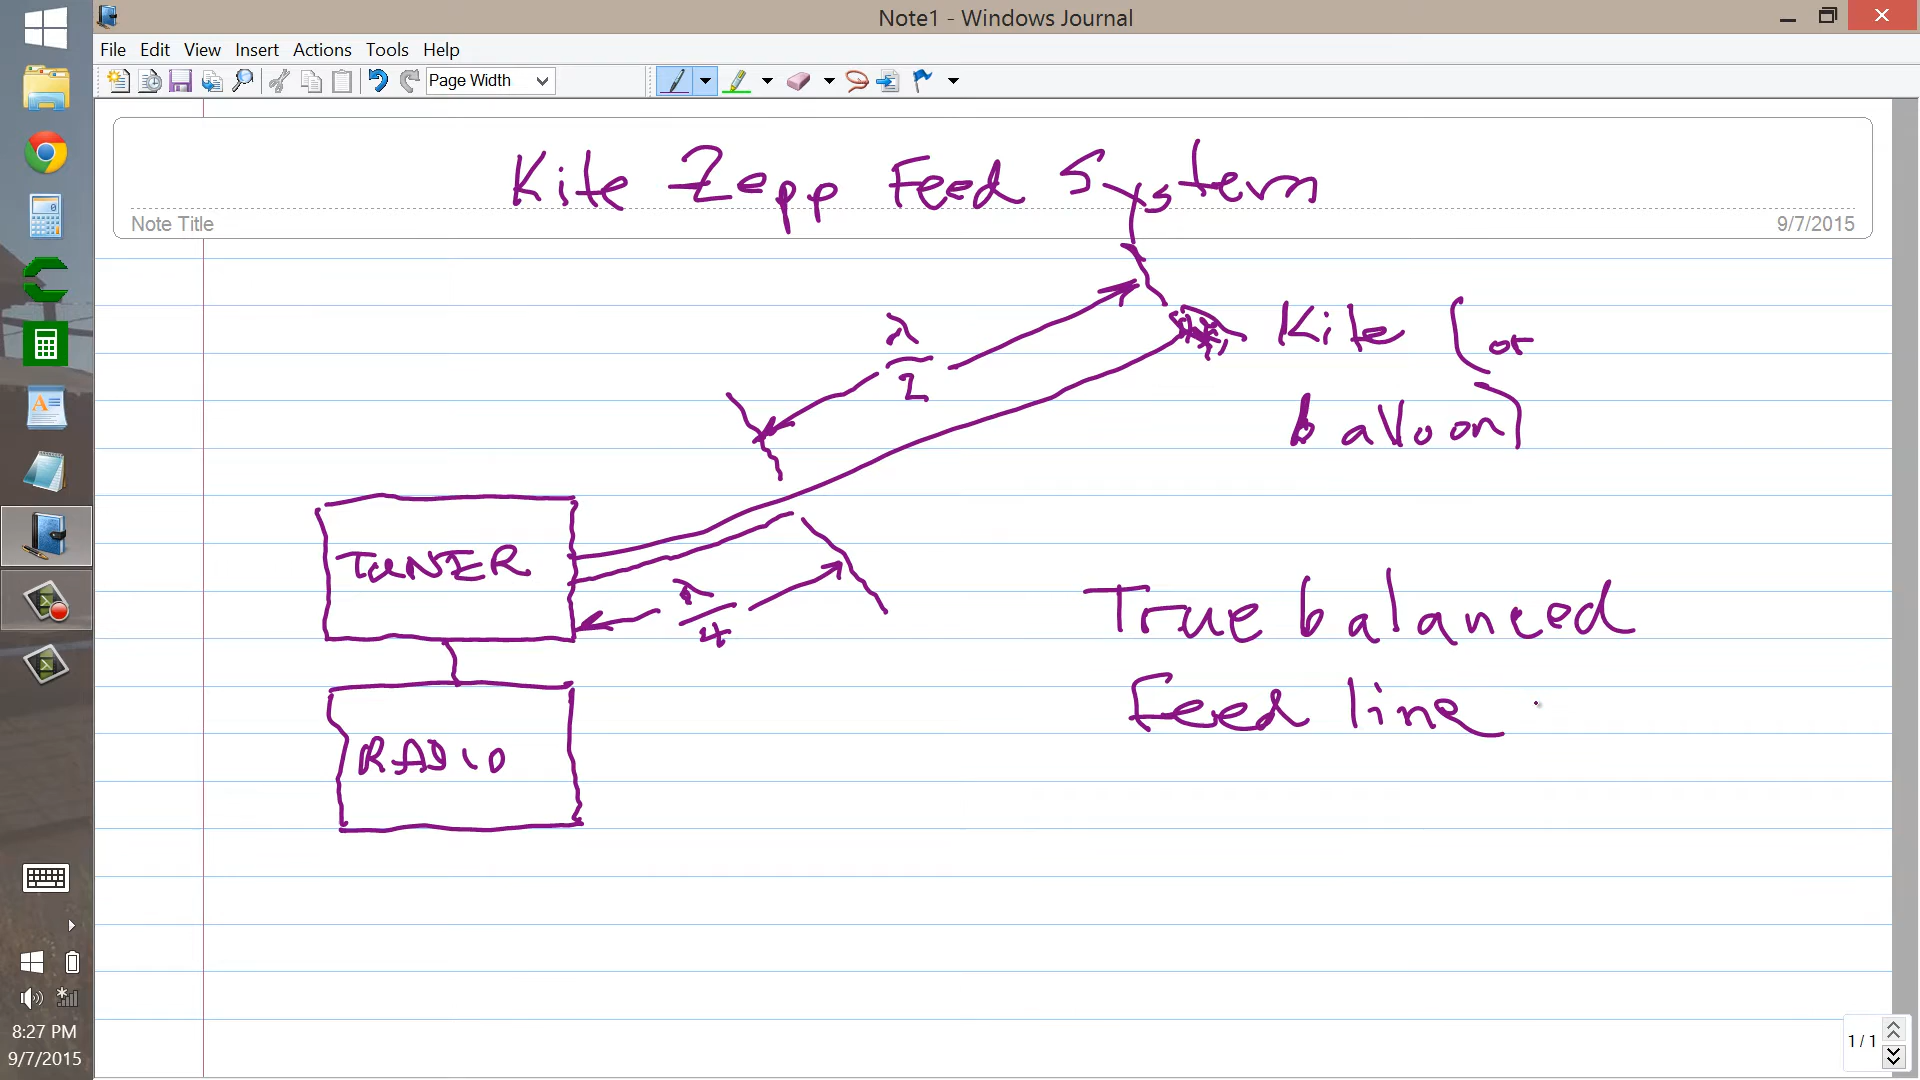 Note1 - Windows Journal
File Edit View Insert Actions Tools Help
Page Width
Kite Zepp Feed System
Note Title
9/7/2015
λ/2
Kite (or
balloon)
TUNER
λ/4
True balanced
Feed line
RADIO
8:27 PM
9/7/2015
1 / 1